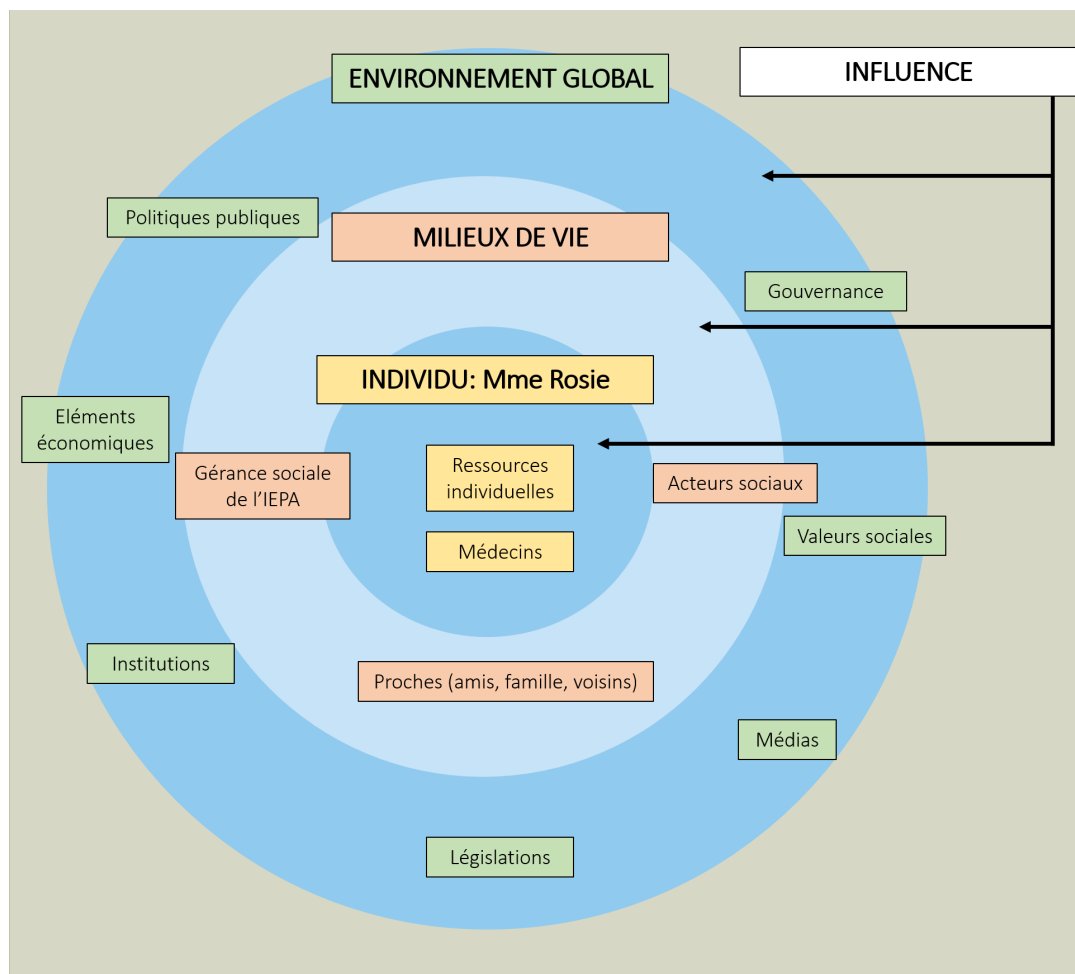 ENVIRONNEMENT GLOBAL
INFLUENCE
Politiques publiques
MILIEUX DE VIE
Gouvernance
INDIVIDU: Mme Rosie
Eléments
économiques
Gérance sociale
de l'IEPA
Ressources
individuelles
Acteurs sociaux
Valeurs sociales
Médecins
Institutions
Proches (amis, famille, voisins)
Médias
Législations